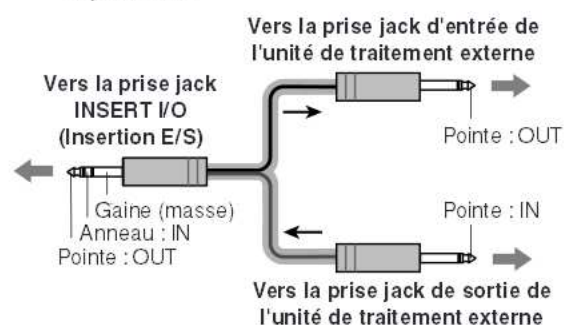 Vers la prise jack d'entrée de
l'unité de traitement externe
Vers la prise jack
INSERT I/O
(Insertion E/S)
Pointe : OUT
Gaine (masse)
Anneau : IN
Pointe : OUT
Pointe : IN
Vers la prise jack de sortie de
l'unité de traitement externe